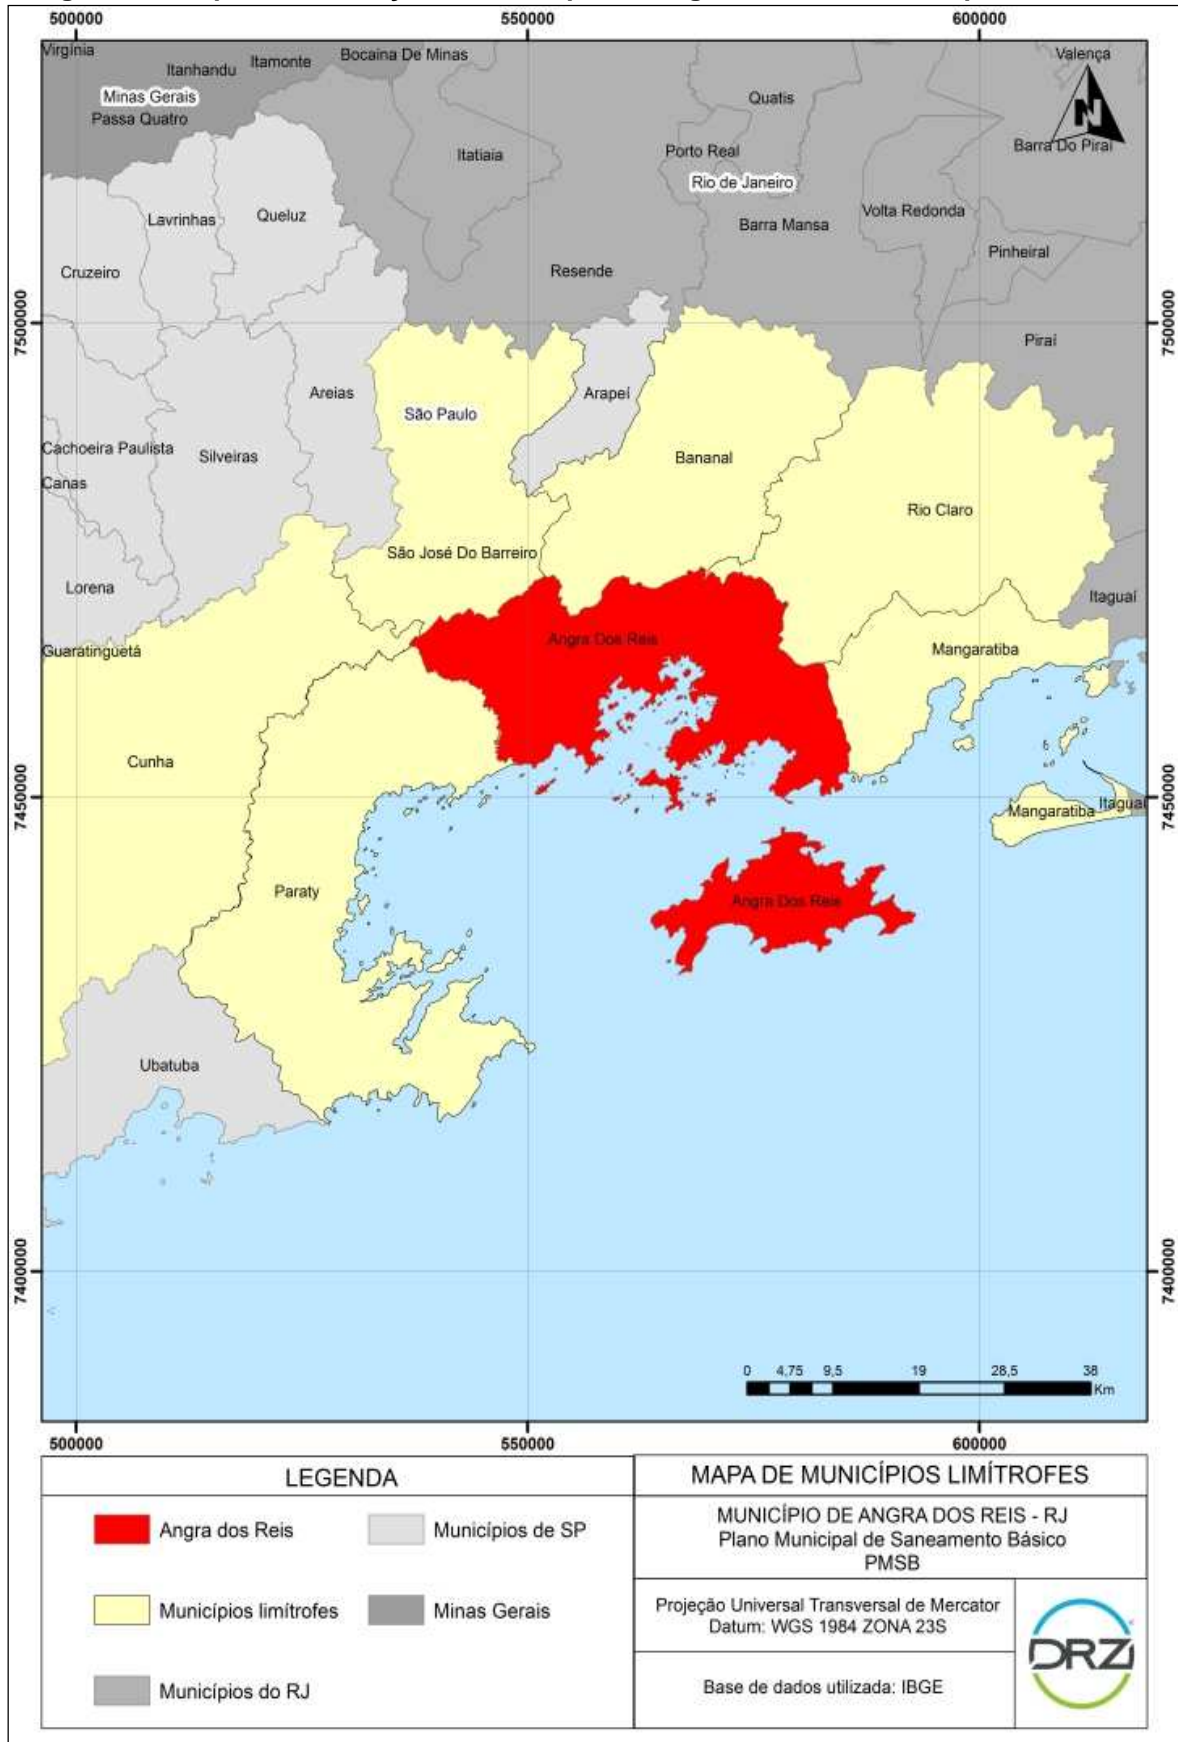 500000
550000
600000
Virgínia
Itanhandu
Itamonte
Bocaina De Minas
Valença
Minas Gerais
Passa Quatro
Quatis
N
Itatiaia
Porto Real
Barra Do Piraí
Rio de Janeiro
Lavrinhas
Queluz
Barra Mansa
Volta Redonda
Pinheiral
Cruzeiro
Resende
7500000
7500000
Piraí
Areias
Arapeí
São Paulo
Cachoeira Paulista
Silveiras
Bananal
Canas
Rio Claro
São José Do Barreiro
Lorena
Itaguaí
Guaratinguetá
Angra Dos Reis
Mangaratiba
Cunha
7450000
7450000
Mangaratiba
Itaguaí
Paraty
Angra Dos Reis
Ubatuba
7400000
7400000
0 4,75 9,5 19 28,5 38
Km
500000
550000
600000
LEGENDA
Angra dos Reis
Municípios de SP
Municípios limítrofes
Minas Gerais
Municípios do RJ
MAPA DE MUNICÍPIOS LIMÍTROFES
MUNICÍPIO DE ANGRA DOS REIS - RJ
Plano Municipal de Saneamento Básico
PMSB
Projeção Universal Transversal de Mercator
Datum: WGS 1984 ZONA 23S
Base de dados utilizada: IBGE
DRZ